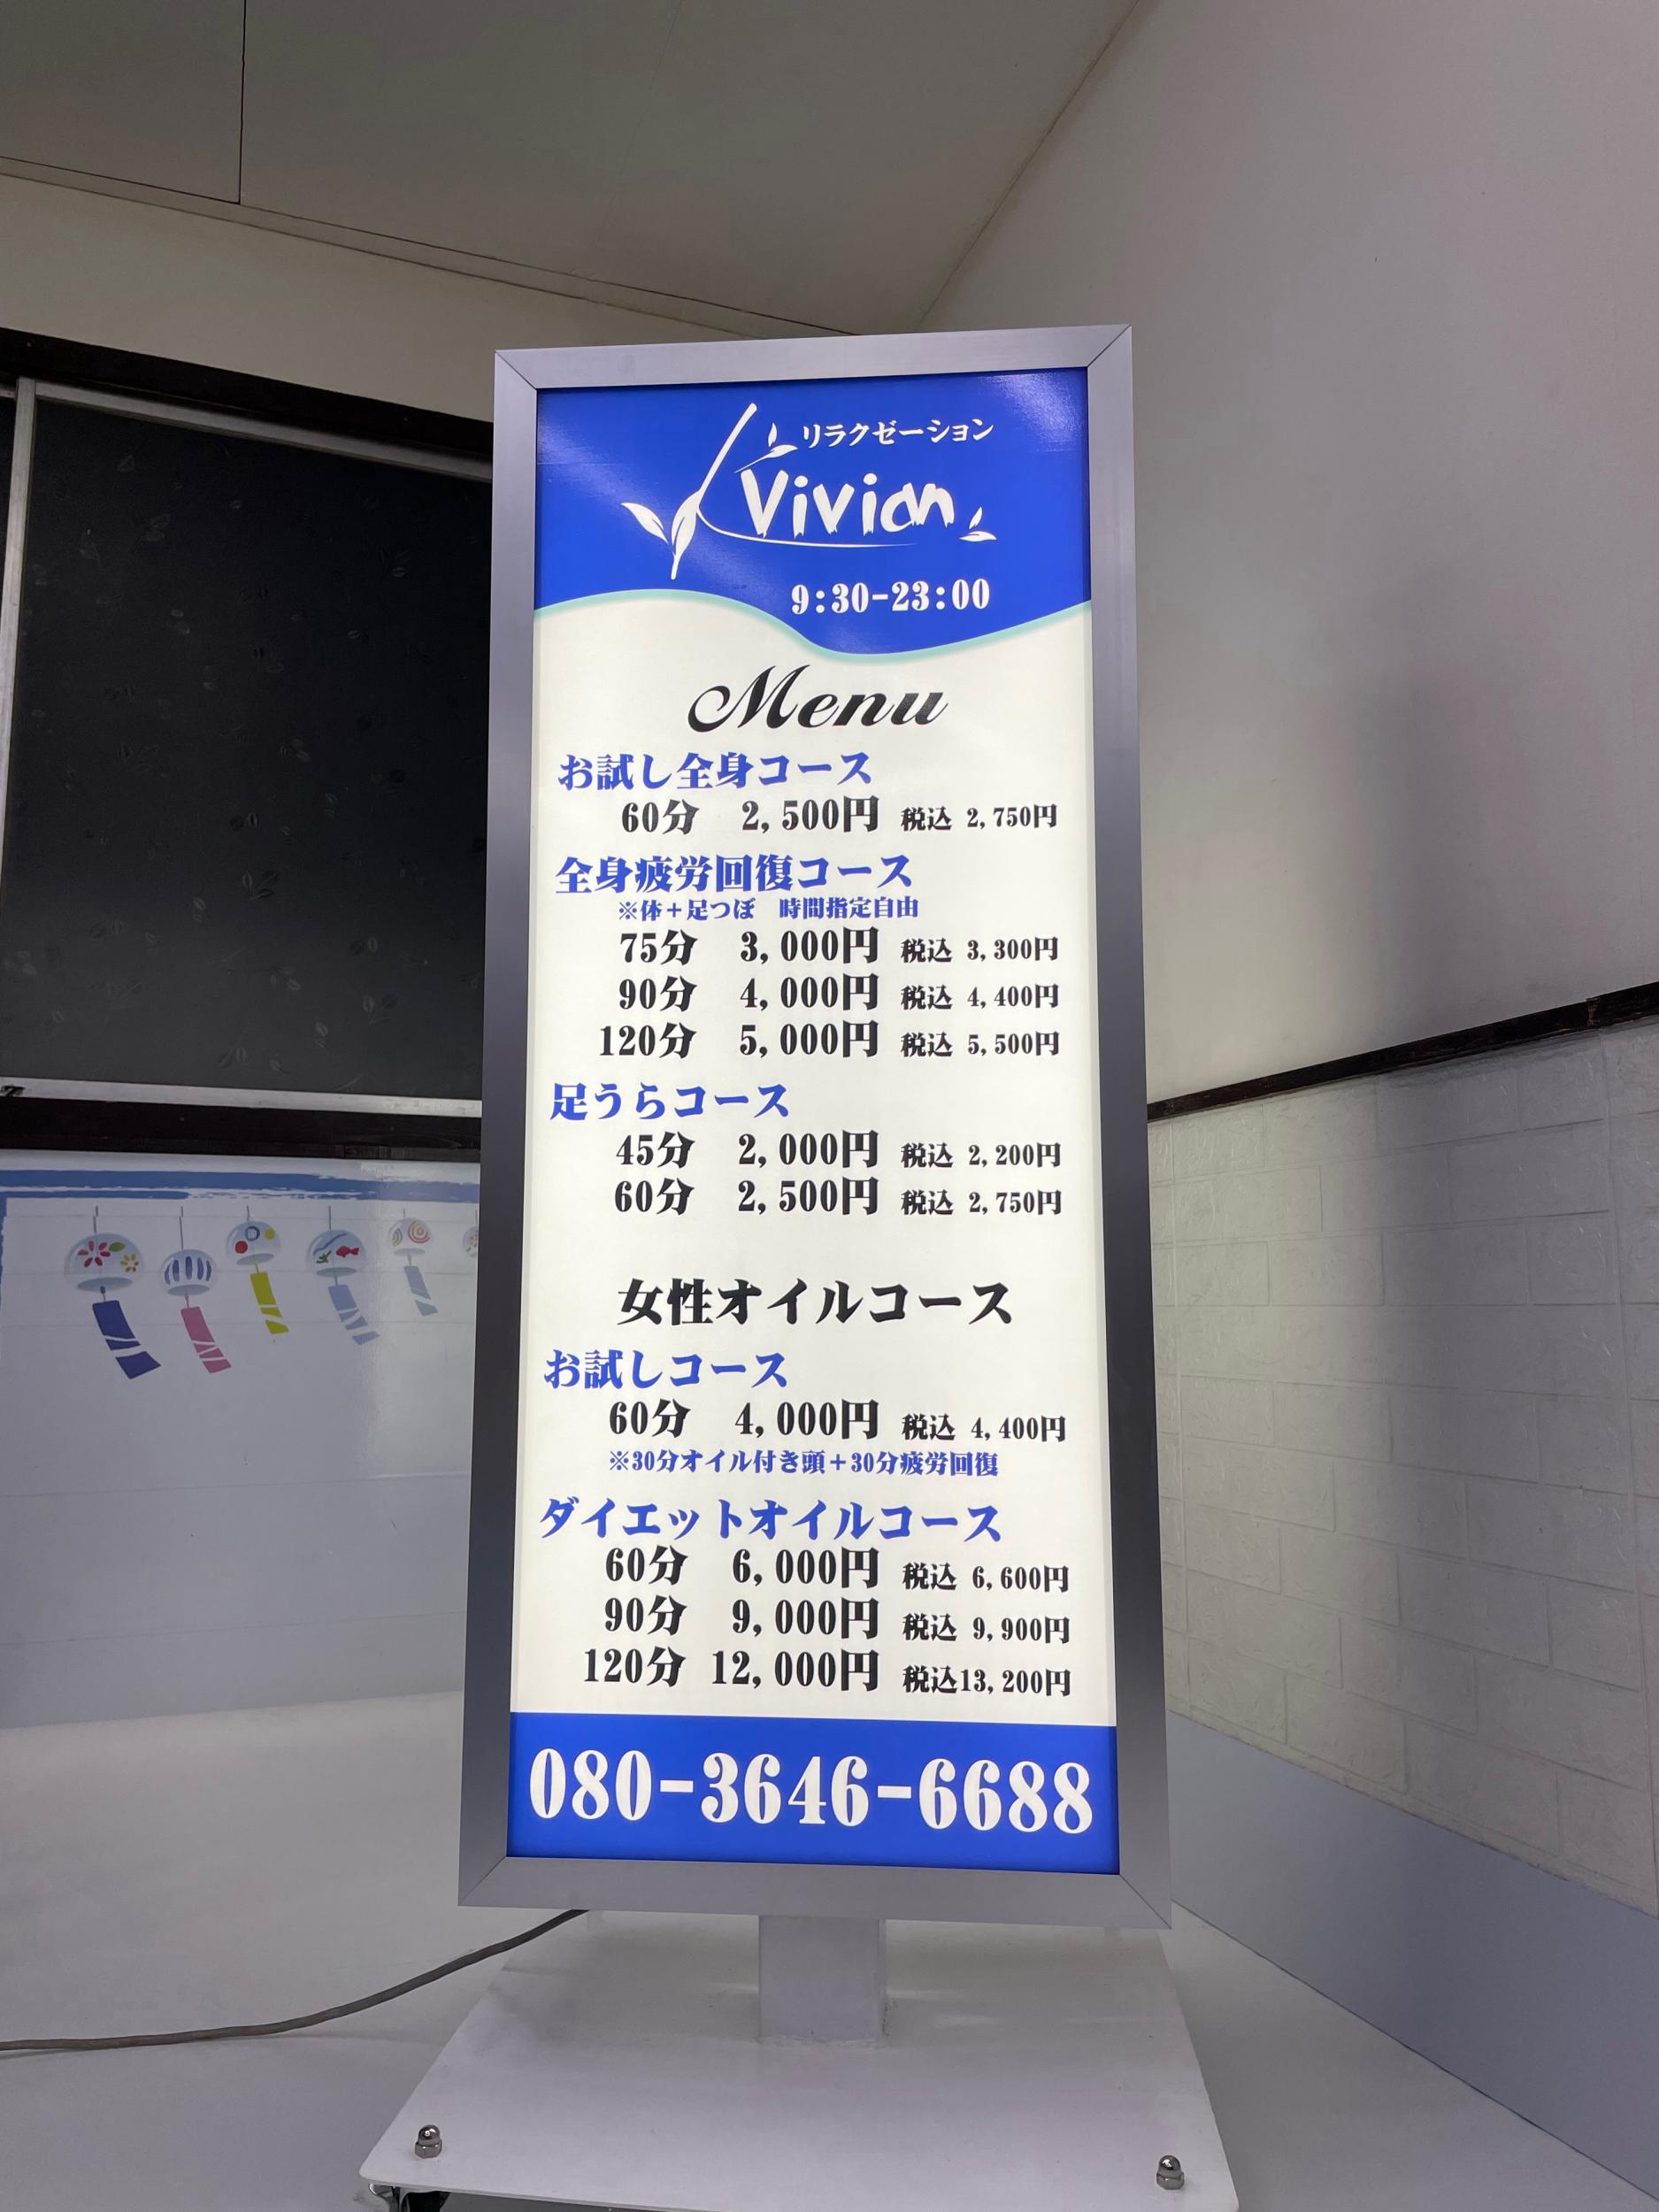 リラクゼーション
Vivian
9:30-23:00
Menu
お試し全身コース
60分 2,500円 税込 2,750円
全身疲労回復コース
※体+足つぼ 時間指定自由
75分 3,000円 税込 3,300円
90分 4,000円 税込 4,400円
120分 5,000円 税込 5,500円
足うらコース
45分 2,000円 税込 2,200円
60分 2,500円 税込 2,750円
女性オイルコース
お試しコース
60分 4,000円 税込 4,400円
※30分オイル付き頭+30分疲労回復
ダイエットオイルコース
60分 6,000円 税込 6,600円
90分 9,000円 税込 9,900円
120分 12,000円 税込13,200円
080-3646-6688